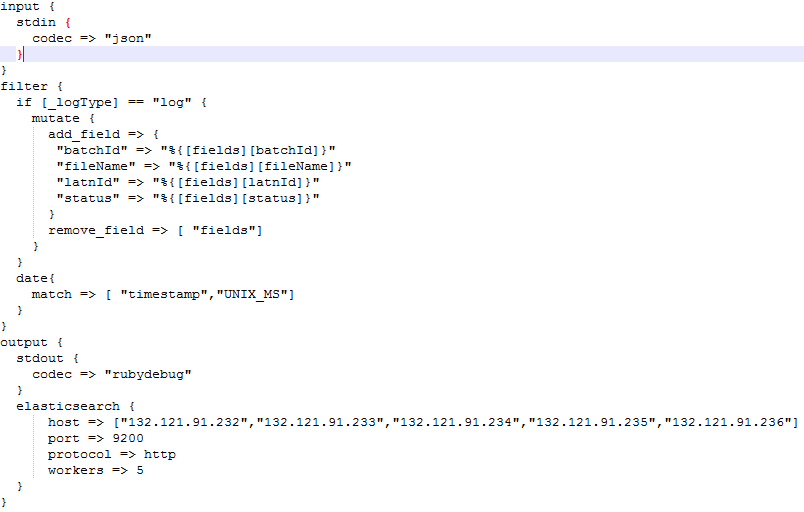 input {
  stdin {
    codec => "json"
  }
}
filter {
  if [_logType] == "log" {
    mutate {
      add_field => {
       "batchId" => "%{[fields][batchId]}"
       "fileName" => "%{[fields][fileName]}"
       "latnId" => "%{[fields][latnId]}"
       "status" => "%{[fields][status]}"
      }
      remove_field => [ "fields"]
    }
  }
  date{
    match => [ "timestamp","UNIX_MS"]
  }
}
output {
  stdout {
    codec => "rubydebug"
  }
  elasticsearch {
      host => ["132.121.91.232","132.121.91.233","132.121.91.234","132.121.91.235","132.121.91.236"]
      port => 9200
      protocol => http
      workers => 5
  }
}